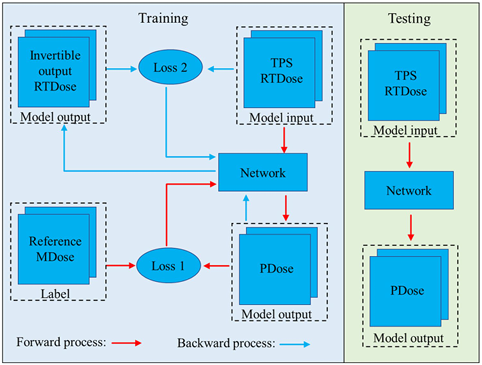 Training
Testing
Invertible
output
RTDose
Model output
Loss 2
TPS
RTDose
Model input
TPS
RTDose
Model input
Network
Network
Reference
MDose
Label
Loss 1
PDose
Model output
PDose
Model output
Forward process:
Backward process: